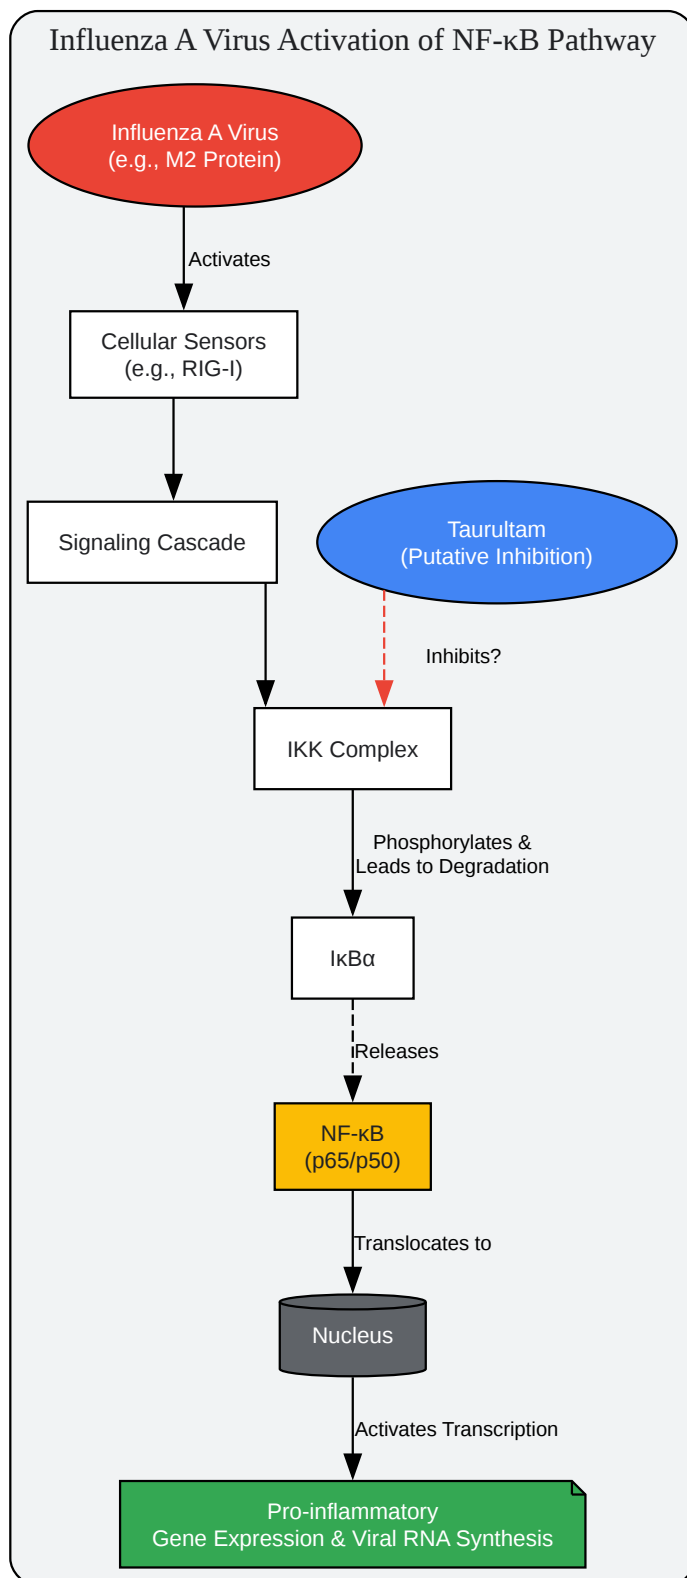 Influenza A Virus Activation of NF-κB Pathway
Influenza A Virus
(e.g., M2 Protein)
Activates
Cellular Sensors
(e.g., RIG-I)
Signaling Cascade
Taurultam
(Putative Inhibition)
Inhibits?
IKK Complex
Phosphorylates &
Leads to Degradation
IκBα
Releases
NF-κB
(p65/p50)
Translocates to
Nucleus
Activates Transcription
Pro-inflammatory
Gene Expression & Viral RNA Synthesis